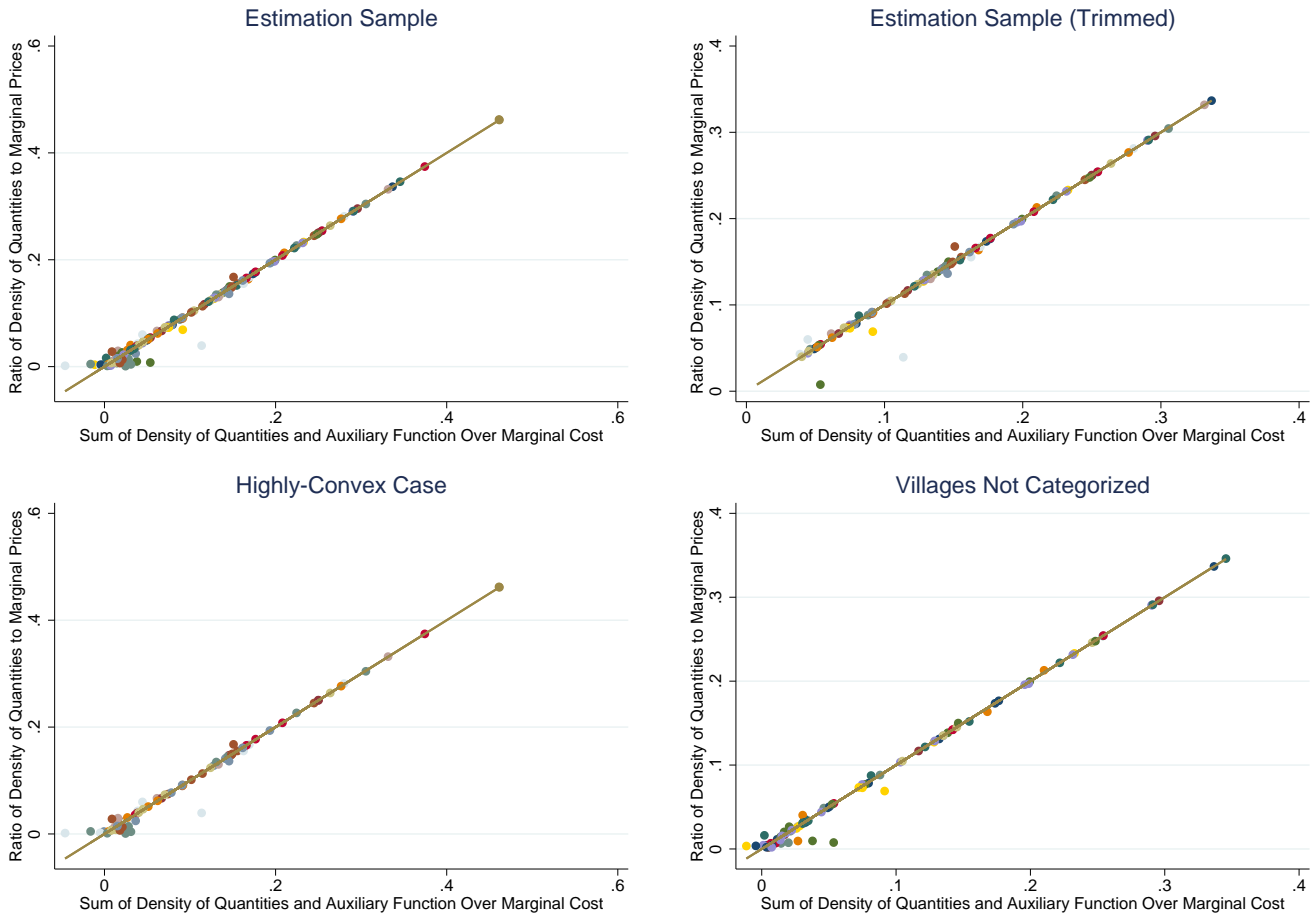 Estimation Sample
Ratio of Density of Quantities to Marginal Prices
.6
.4
.2
0
0 .2 .4 .6
Sum of Density of Quantities and Auxiliary Function Over Marginal Cost
Estimation Sample (Trimmed)
Ratio of Density of Quantities to Marginal Prices
.4
.3
.2
.1
0
0 .1 .2 .3 .4
Sum of Density of Quantities and Auxiliary Function Over Marginal Cost
Highly-Convex Case
Ratio of Density of Quantities to Marginal Prices
.6
.4
.2
0
0 .2 .4 .6
Sum of Density of Quantities and Auxiliary Function Over Marginal Cost
Villages Not Categorized
Ratio of Density of Quantities to Marginal Prices
.4
.3
.2
.1
0
0 .1 .2 .3 .4
Sum of Density of Quantities and Auxiliary Function Over Marginal Cost